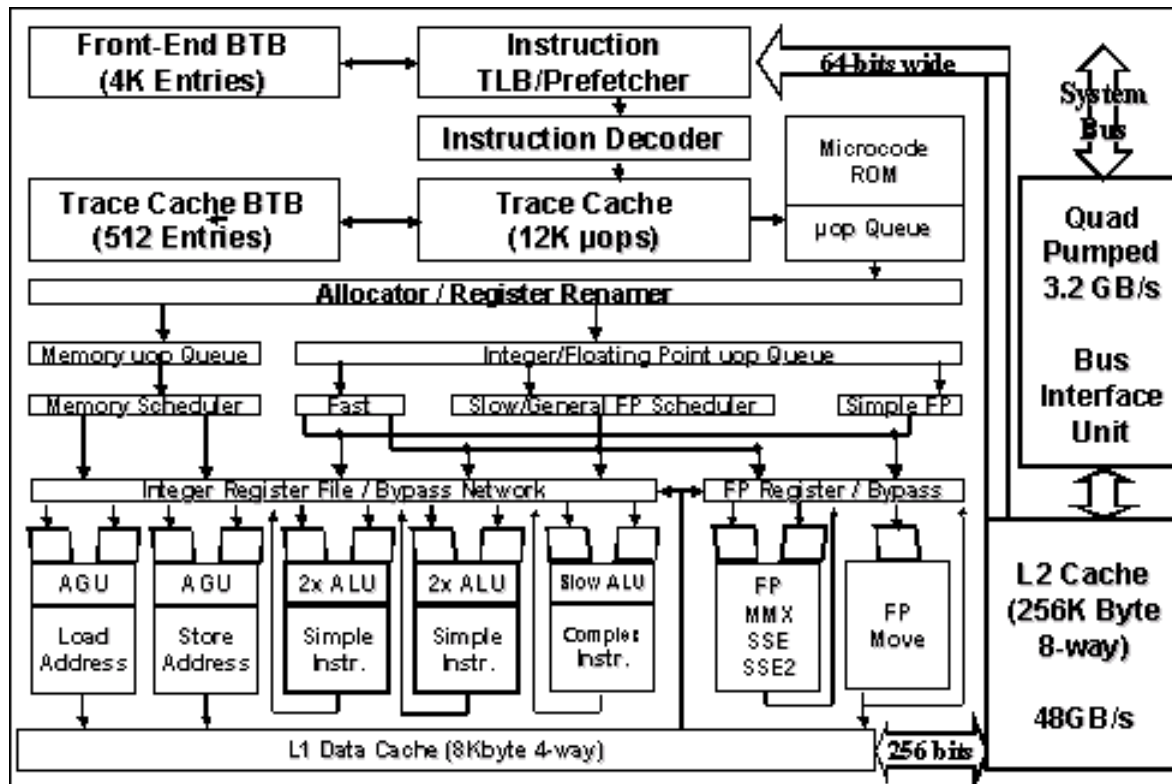 Front-End BTB
(4K Entries)
Instruction
TLB/Prefetcher
64-bits wide
System
Bus
Instruction Decoder
Microcode
ROM
Trace Cache BTB
(512 Entries)
Trace Cache
(12K µops)
µop Queue
Quad
Pumped
3.2 GB/s
Bus
Interface
Unit
Allocator / Register Renamer
Memory uop Queue
Integer/Floating Point uop Queue
Memory Scheduler
Fast
Slow/General FP Scheduler
Simple FP
Integer Register File / Bypass Network
FP Register / Bypass
AGU
Load
Address
AGU
Store
Address
2x ALU
Simple
Instr.
2x ALU
Simple
Instr.
Slow ALU
Complex
Instr.
FP
MMX
SSE
SSE2
FP
Move
L2 Cache
(256K Byte
8-way)
48GB/s
L1 Data Cache (8Kbyte 4-way)
256 bits